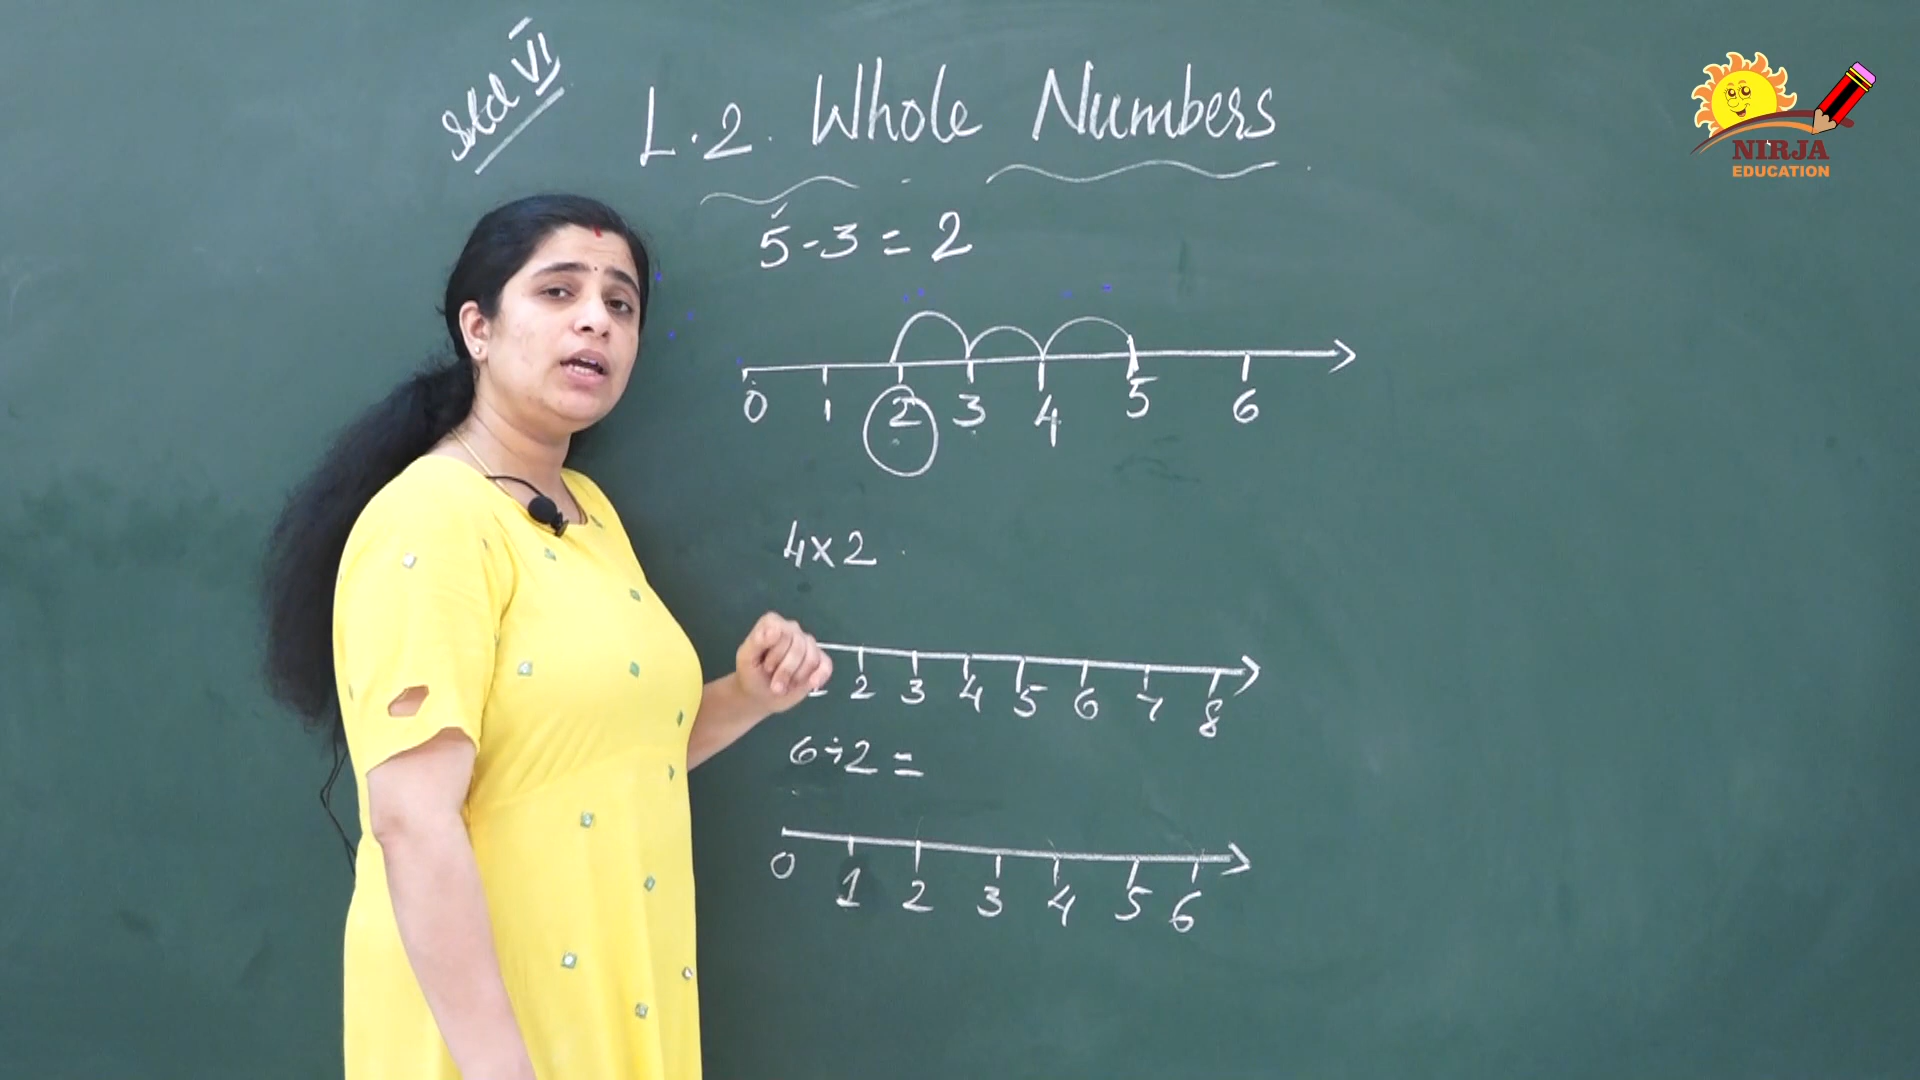 Std VI
L.2. Whole Numbers
NIRJA
EDUCATION
5-3=2
0 1 2 3 4 5 6
4×2
2 3 4 5 6 7 8
6÷2=
0 1 2 3 4 5 6